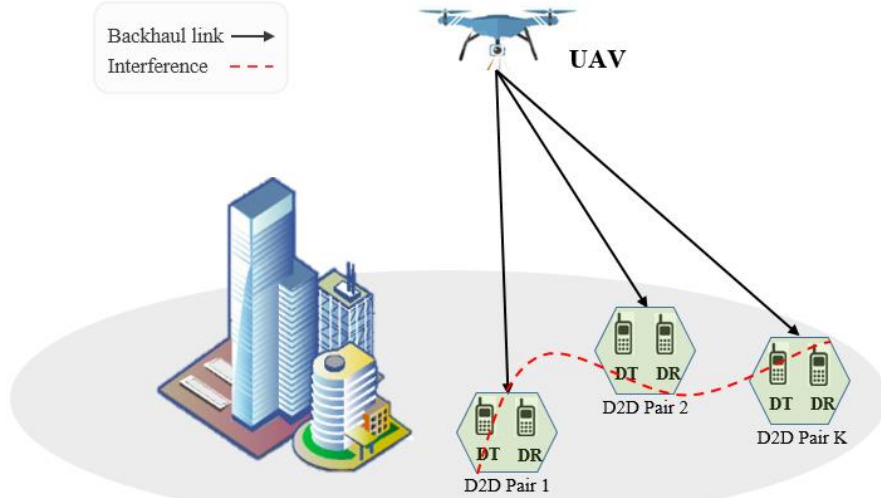 Backhaul link
Interference
UAV
DT DR
D2D Pair 2
DT DR
D2D Pair K
DT DR
D2D Pair 1